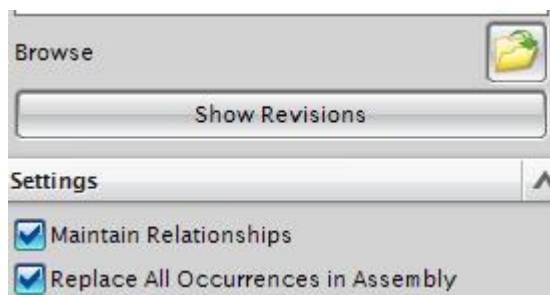 Browse
Show Revisions
Settings
Maintain Relationships
Replace All Occurrences in Assembly